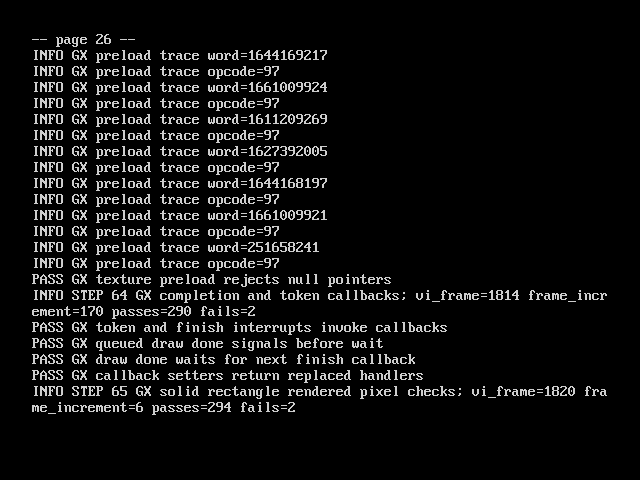 -- page 26 --
INFO GX preload trace word=1644169217
INFO GX preload trace opcode=97
INFO GX preload trace word=1661009924
INFO GX preload trace opcode=97
INFO GX preload trace word=1611209269
INFO GX preload trace opcode=97
INFO GX preload trace word=1627392005
INFO GX preload trace opcode=97
INFO GX preload trace word=1644168197
INFO GX preload trace opcode=97
INFO GX preload trace word=1661009921
INFO GX preload trace opcode=97
INFO GX preload trace word=251658241
INFO GX preload trace opcode=97
PASS GX texture preload rejects null pointers
INFO STEP 64 GX completion and token callbacks; vi_frame=1814 frame_incr
ement=170 passes=290 fails=2
PASS GX token and finish interrupts invoke callbacks
PASS GX queued draw done signals before wait
PASS GX draw done waits for next finish callback
PASS GX callback setters return replaced handlers
INFO STEP 65 GX solid rectangle rendered pixel checks; vi_frame=1820 fra
me_increment=6 passes=294 fails=2